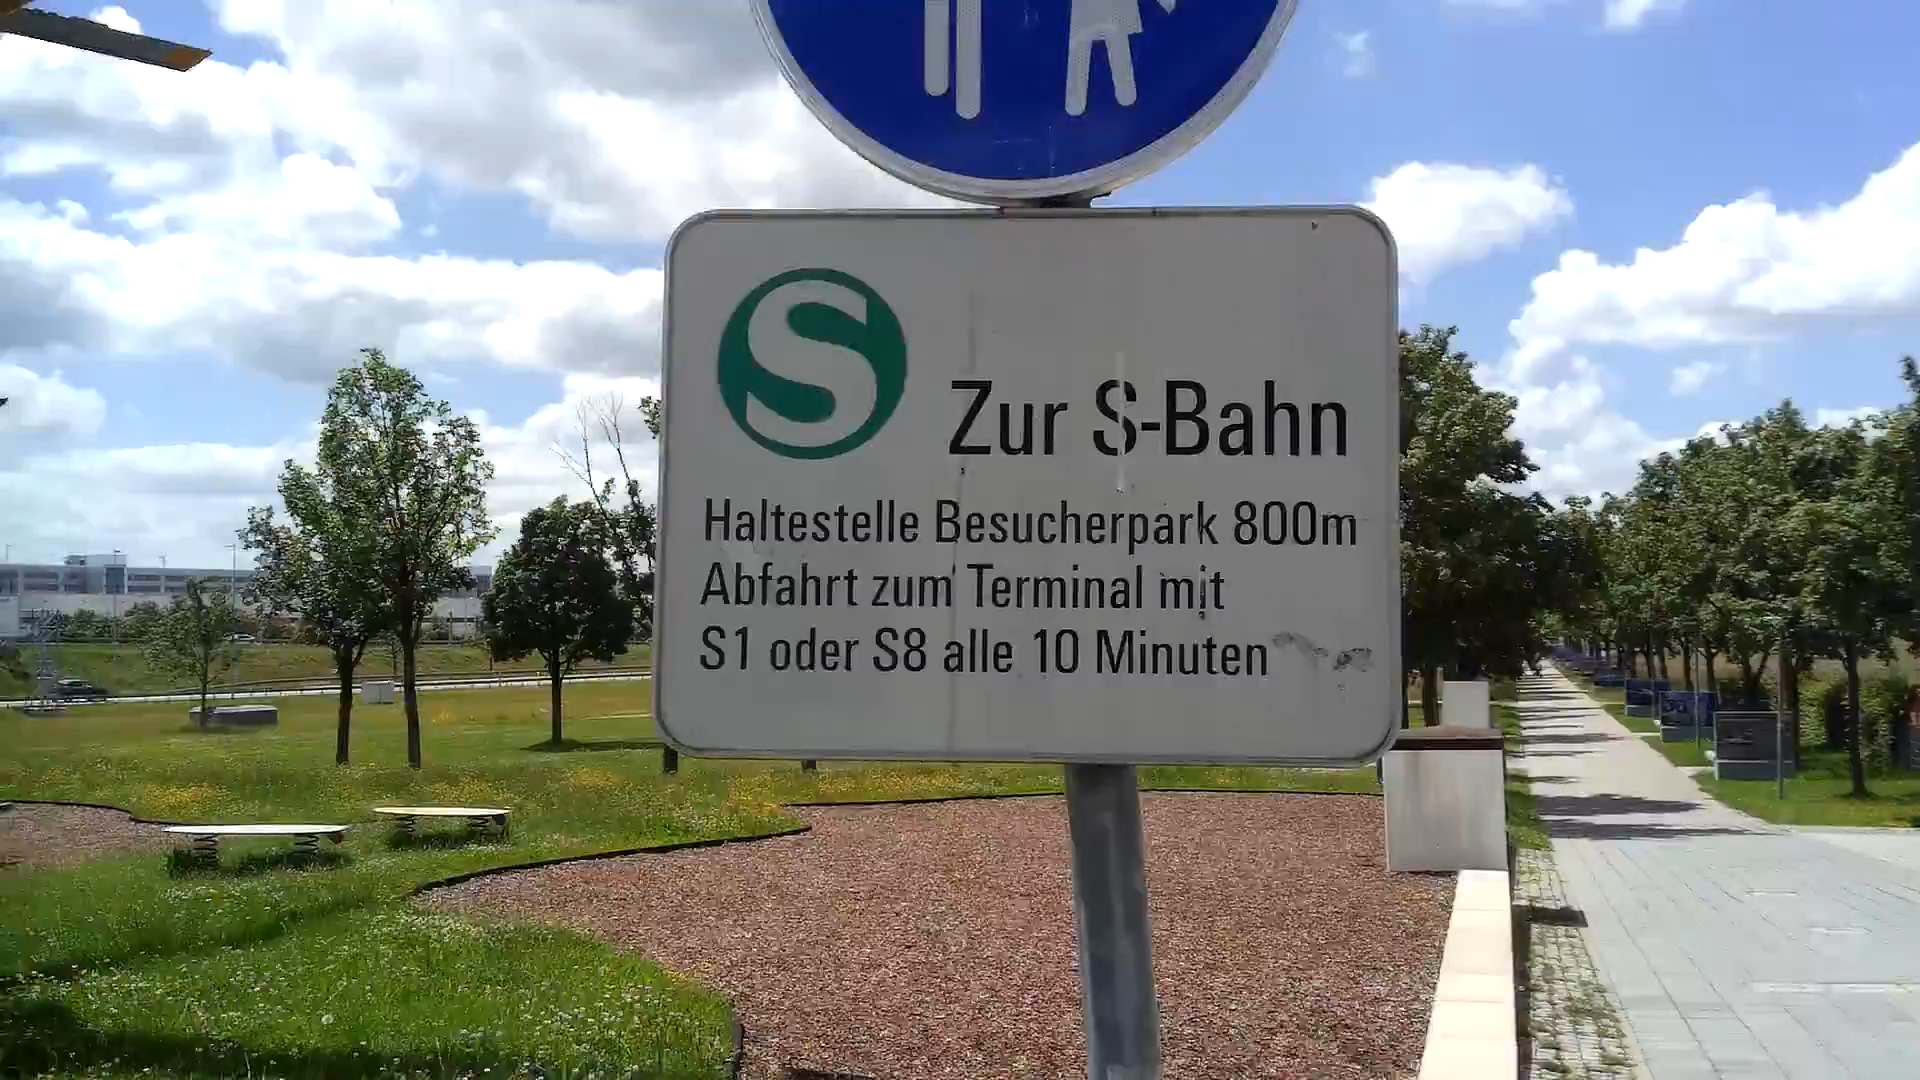 S Zur S-Bahn
Haltestelle Besucherpark 800m
Abfahrt zum Terminal mit
S1 oder S8 alle 10 Minuten